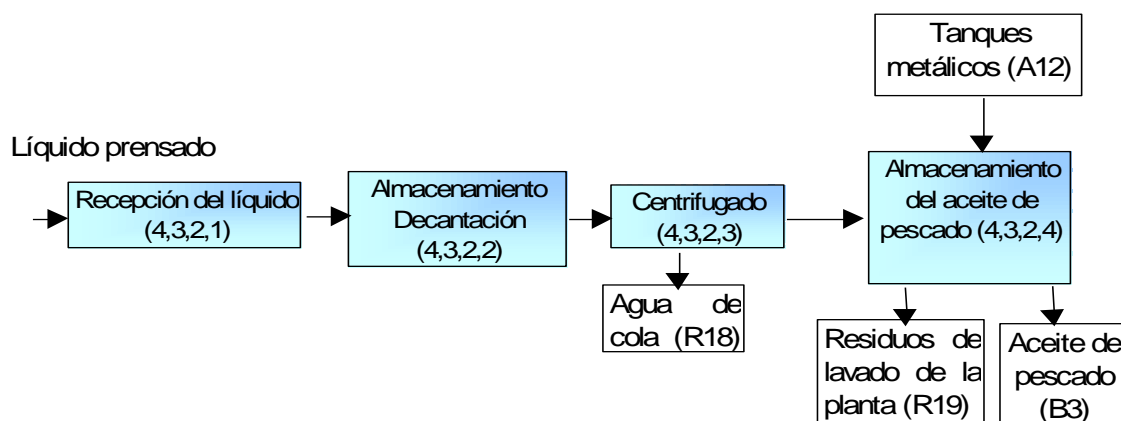 Tanques
metálicos (A12)
Líquido prensado
Recepción del líquido
(4,3,2,1)
Almacenamiento
Decantación
(4,3,2,2)
Centrifugado
(4,3,2,3)
Almacenamiento
del aceite de
pescado (4,3,2,4)
Agua de
cola (R18)
Residuos de
lavado de la
planta (R19)
Aceite de
pescado
(B3)